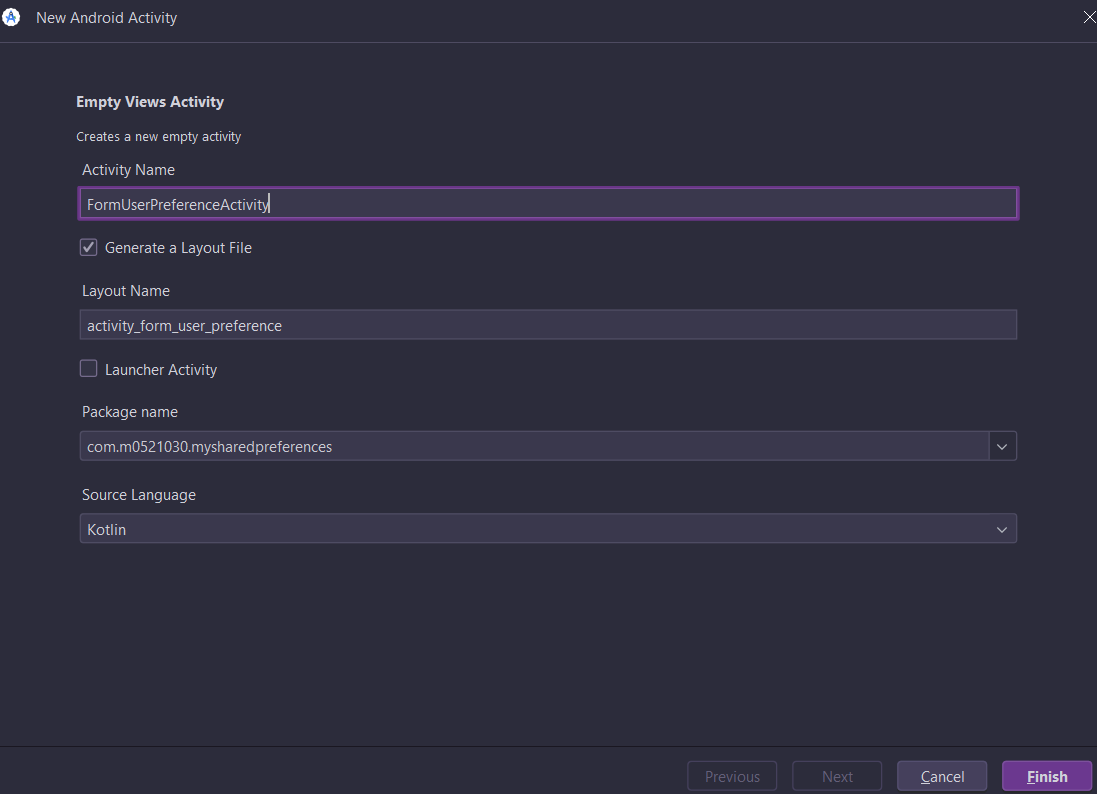 New Android Activity
Empty Views Activity
Creates a new empty activity
Activity Name
FormUserPreferenceActivity
Generate a Layout File
Layout Name
activity_form_user_preference
Launcher Activity
Package name
com.m0521030.mysharedpreferences
Source Language
Kotlin
Previous Next Cancel Finish